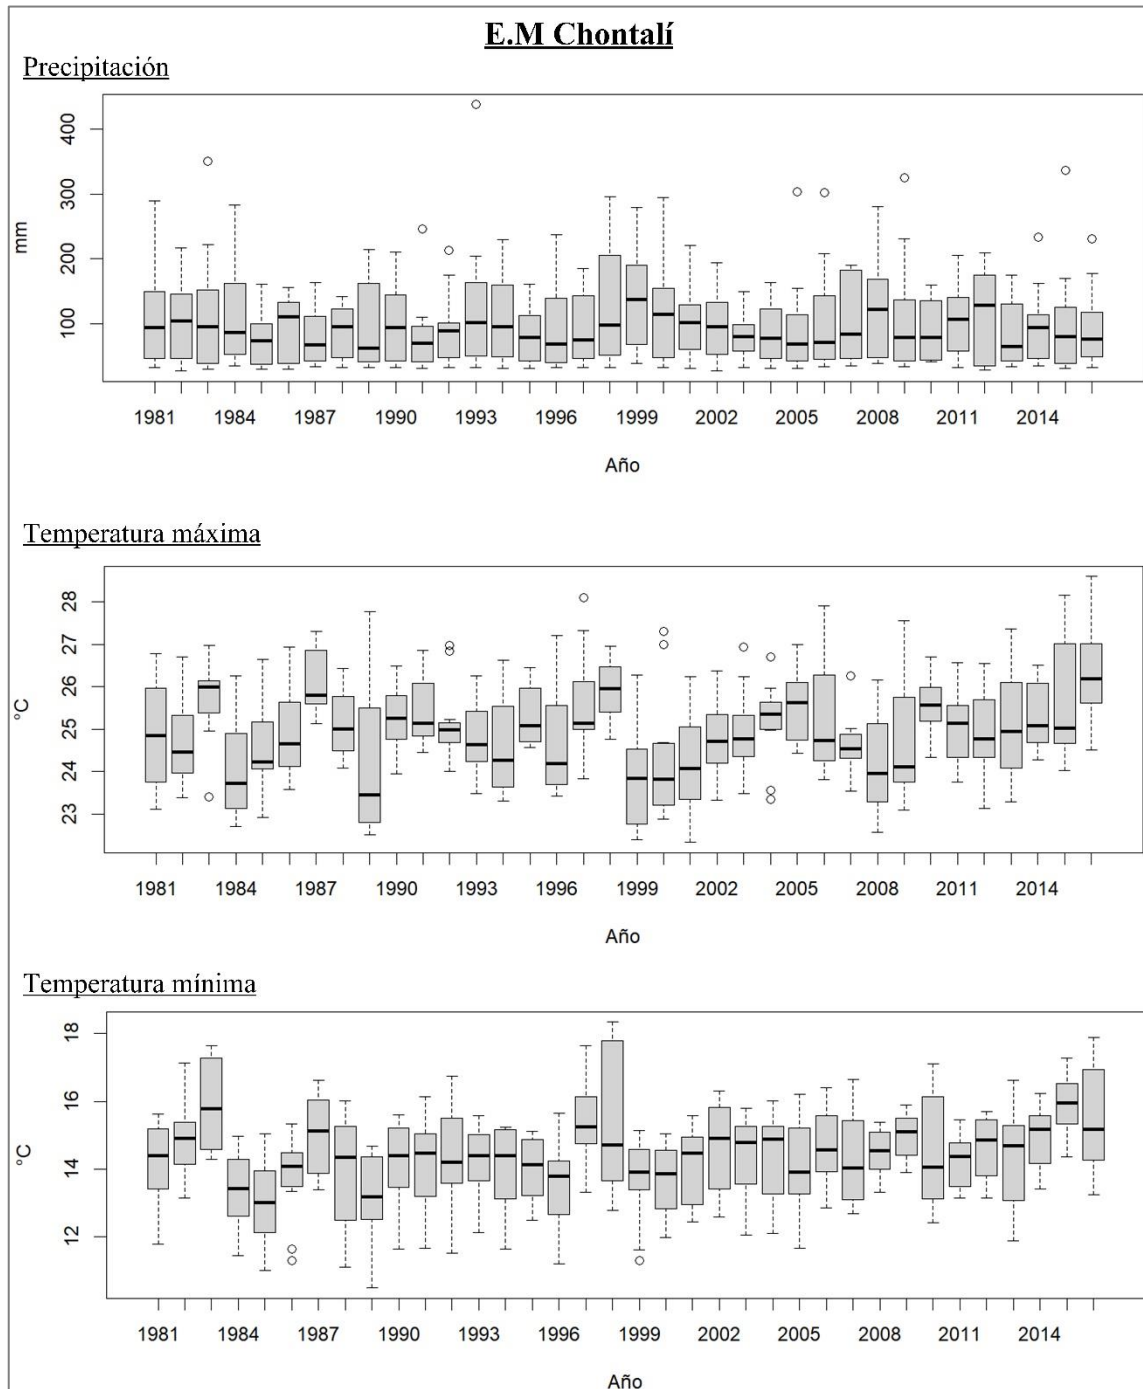 E.M Chontalí
Precipitación
400
300
200
100
mm
1981 1984 1987 1990 1993 1996 1999 2002 2005 2008 2011 2014
Año
Temperatura máxima
28
27
26
25
24
23
°C
1981 1984 1987 1990 1993 1996 1999 2002 2005 2008 2011 2014
Año
Temperatura mínima
18
16
14
12
°C
1981 1984 1987 1990 1993 1996 1999 2002 2005 2008 2011 2014
Año